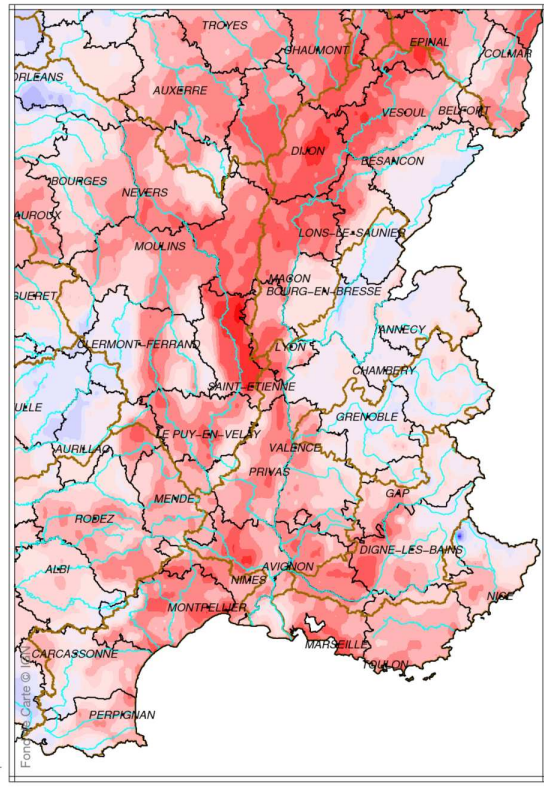 TROYES
EPINAL
CHAUMONT
COLMAR
ORLEANS
AUXERRE
VESOUL
BELFORT
DIJON
BESANCON
BOURGES
NEVERS
AUROUX
LONS-LE-SAUNIER
MOULINS
MACON
BOURG-EN-BRESSE
GUERET
ANNECY
CLERMONT-FERRAND
LYON
CHAMBERY
SAINT-ETIENNE
ULLE
GRENOBLE
LE PUY-EN-VELAY
AURILLAC
VALENCE
PRIVAS
MENDE
GAP
RODEZ
DIGNE-LES-BAINS
ALBI
AVIGNON
NIMES
NICE
MONTPELLIER
MARSEILLE
CARCASSONNE
TOULON
PERPIGNAN
Fond de Carte © IGN